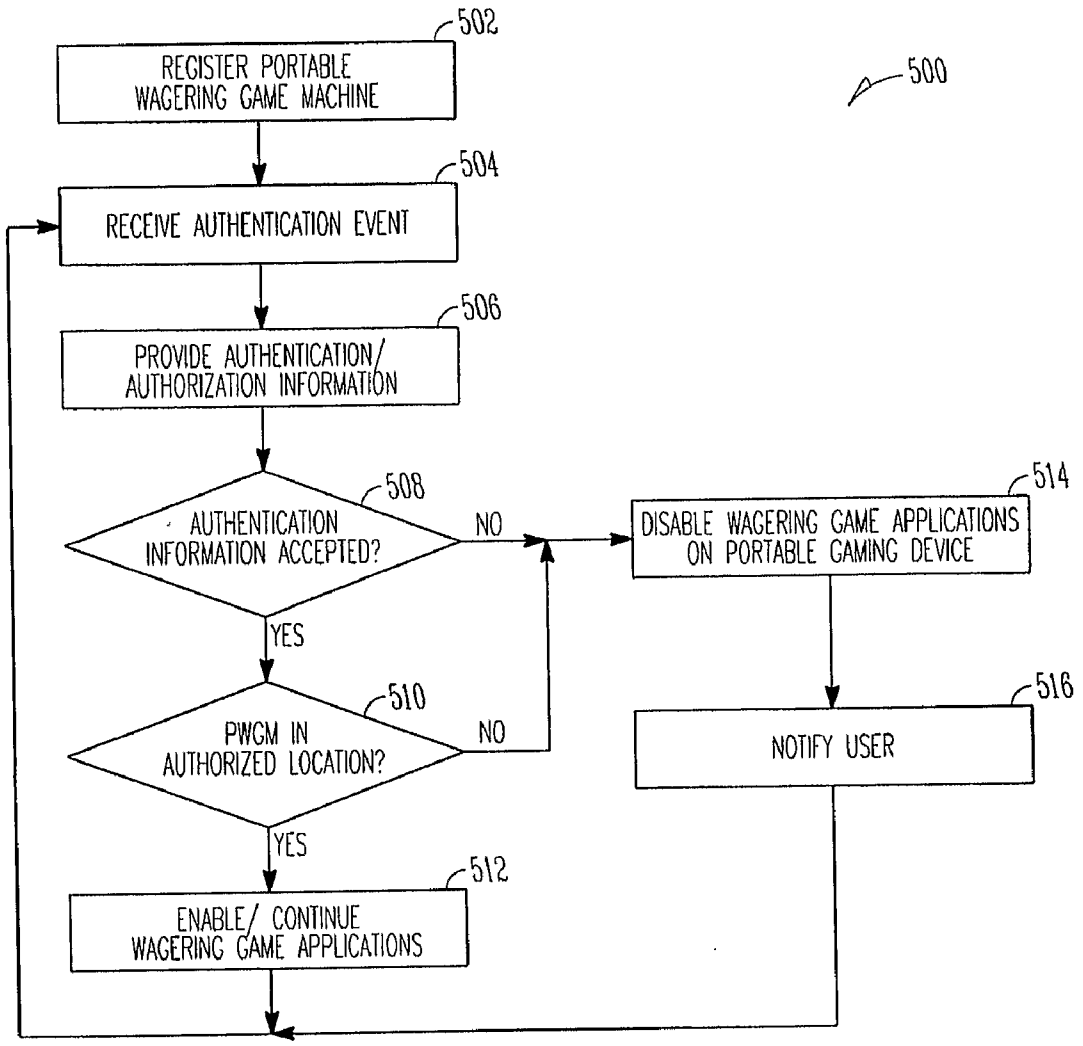 502
REGISTER PORTABLE
WAGERING GAME MACHINE
500
504
RECEIVE AUTHENTICATION EVENT
506
PROVIDE AUTHENTICATION/
AUTHORIZATION INFORMATION
508
AUTHENTICATION
INFORMATION ACCEPTED?
NO
YES
514
DISABLE WAGERING GAME APPLICATIONS
ON PORTABLE GAMING DEVICE
510
PWGM IN
AUTHORIZED LOCATION?
NO
YES
516
NOTIFY USER
512
ENABLE/ CONTINUE
WAGERING GAME APPLICATIONS